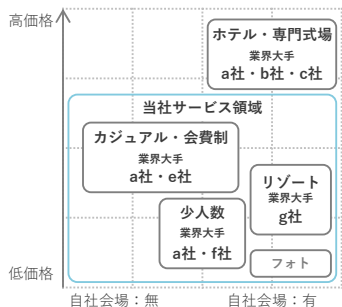 高価格
ホテル・専門式場
業界大手
a社・b社・c社
当社サービス領域
カジュアル・会費制
業界大手
a社・e社
リゾート
業界大手
g社
少人数
業界大手
a社・f社
フォト
低価格
自社会場：無
自社会場：有